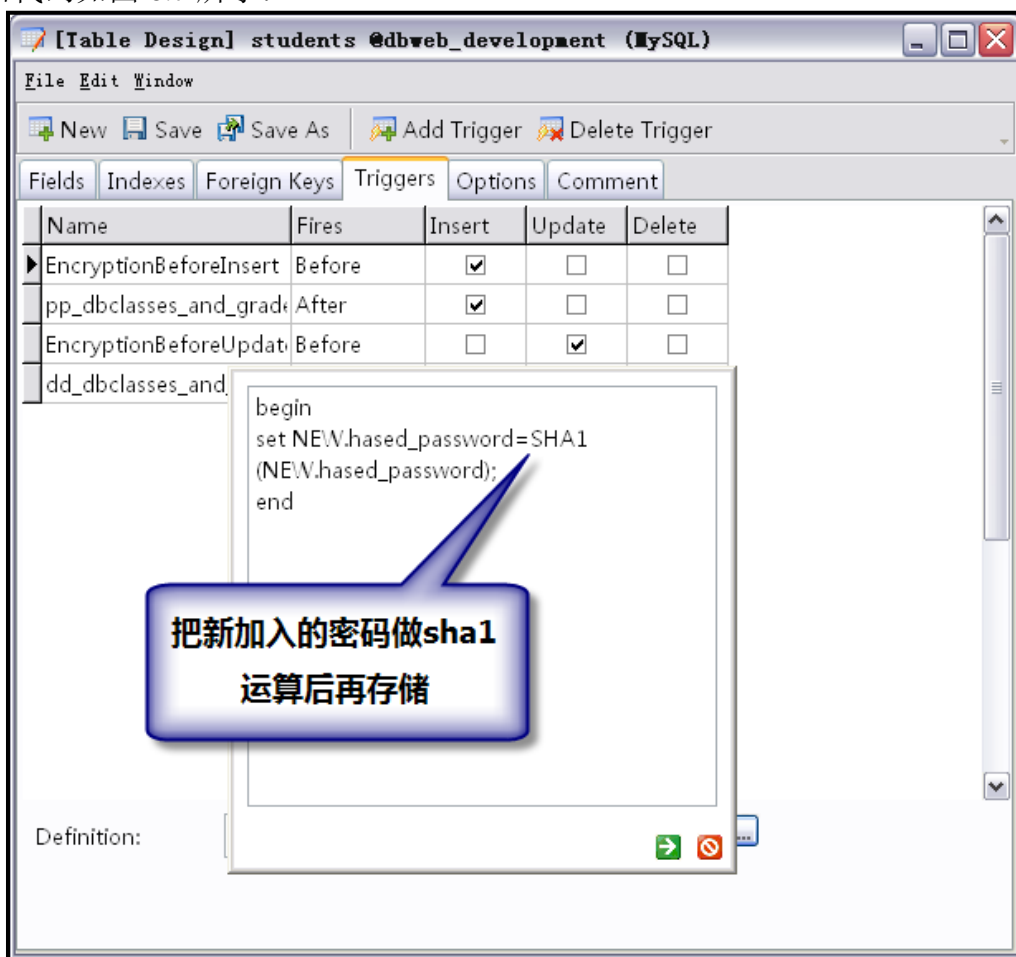 [Table Design] students @dbweb_development (MySQL)
File Edit Window
New Save Save As Add Trigger Delete Trigger
Fields Indexes Foreign Keys Triggers Options Comment
Name Fires Insert Update Delete
EncryptionBeforeInsert Before
pp_dbclasses_and_grade After
EncryptionBeforeUpdat Before
dd_dbclasses_and_
begin
set NEW.hased_password=SHA1
(NEW.hased_password);
end
把新加入的密码做sha1
运算后再存储
Definition:
...